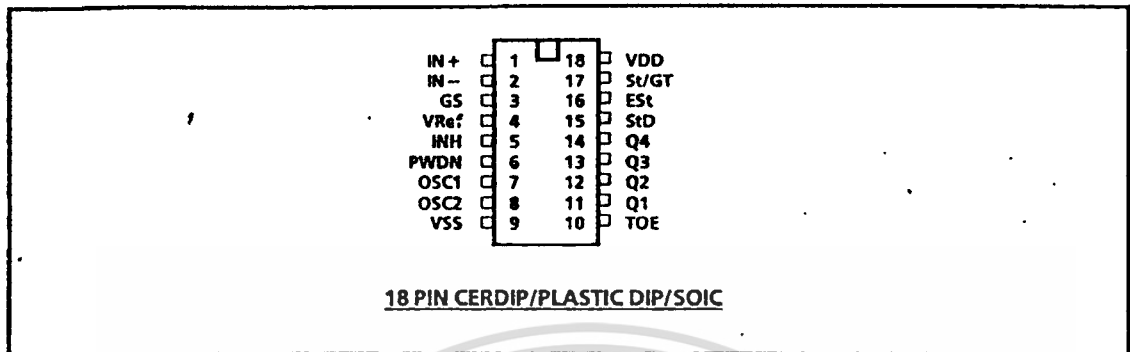 IN+ 1 18 VDD
IN– 2 17 St/GT
GS 3 16 ESt
VRef 4 15 StD
INH 5 14 Q4
PWDN 6 13 Q3
OSC1 7 12 Q2
OSC2 8 11 Q1
VSS 9 10 TOE
18 PIN CERDIP/PLASTIC DIP/SOIC